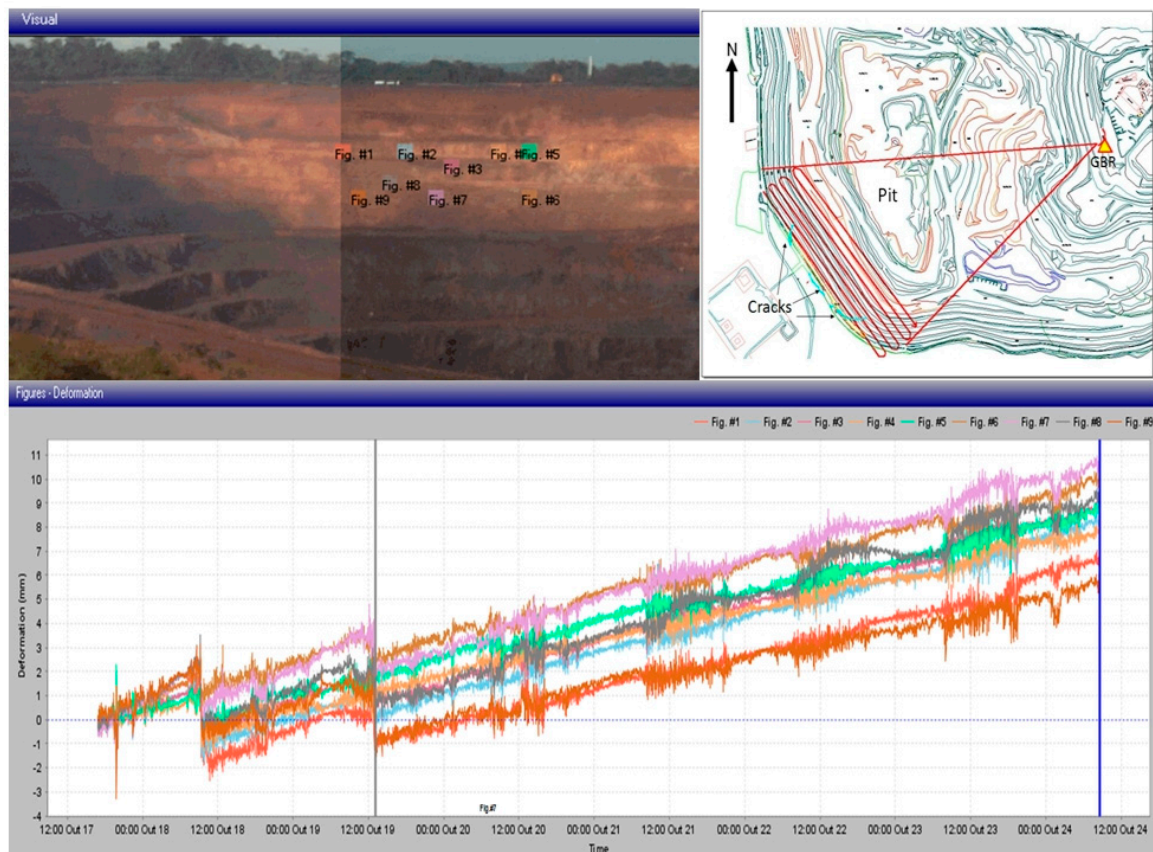 Visual
Fig. #1
Fig. #2
Fig. #
Fig. #5
Fig. #3
Fig. #8
Fig. #9
Fig. #7
Fig. #6
N
GBR
Pit
Cracks
Figures - Deformation
Fig. #1 Fig. #2 Fig. #3 Fig. #4 Fig. #5 Fig. #6 Fig. #7 Fig. #8 Fig. #9
Deformation (mm)
11
10
9
8
7
6
5
4
3
2
1
0
-1
-2
-3
-4
Fig.#7
12:00 Out 17 00:00 Out 18 12:00 Out 18 00:00 Out 19 12:00 Out 19 00:00 Out 20 12:00 Out 20 00:00 Out 21 12:00 Out 21 00:00 Out 22 12:00 Out 22 00:00 Out 23 12:00 Out 23 00:00 Out 24 12:00 Out 24
Time